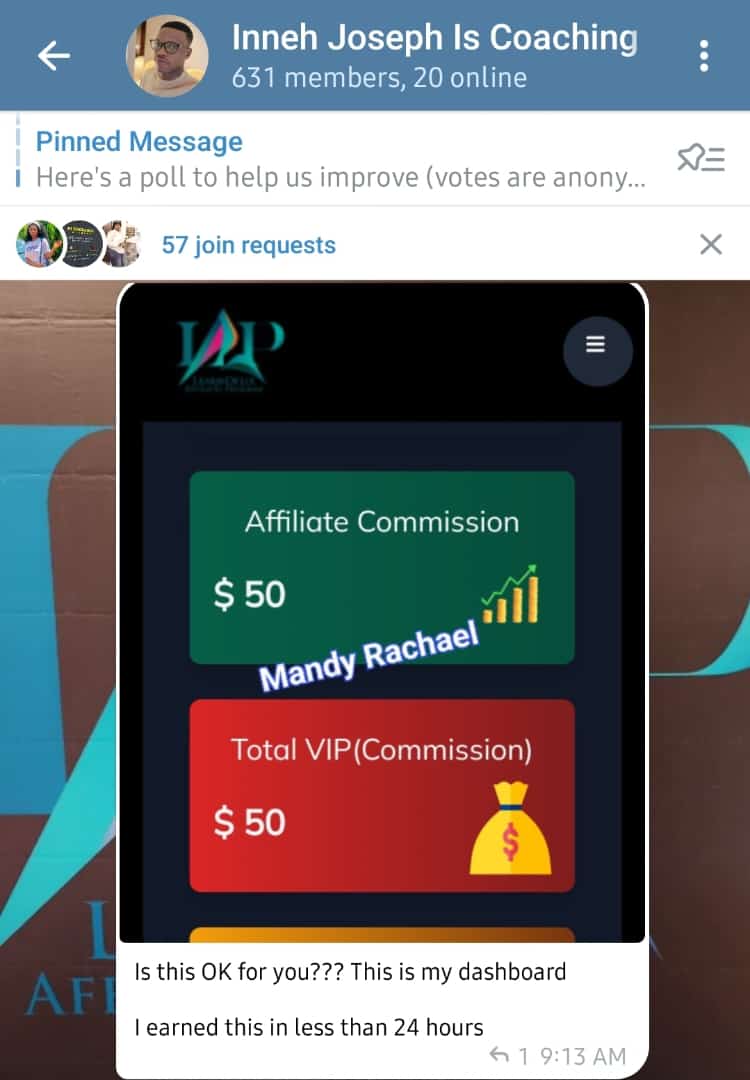 Inneh Joseph Is Coaching
631 members, 20 online
Pinned Message
Here's a poll to help us improve (votes are anony...
57 join requests
LAP
Affiliate Commission
$ 50
Mandy Rachael
Total VIP(Commission)
$ 50
Is this OK for you??? This is my dashboard
I earned this in less than 24 hours
1 9:13 AM